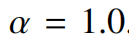 α = 1.0.